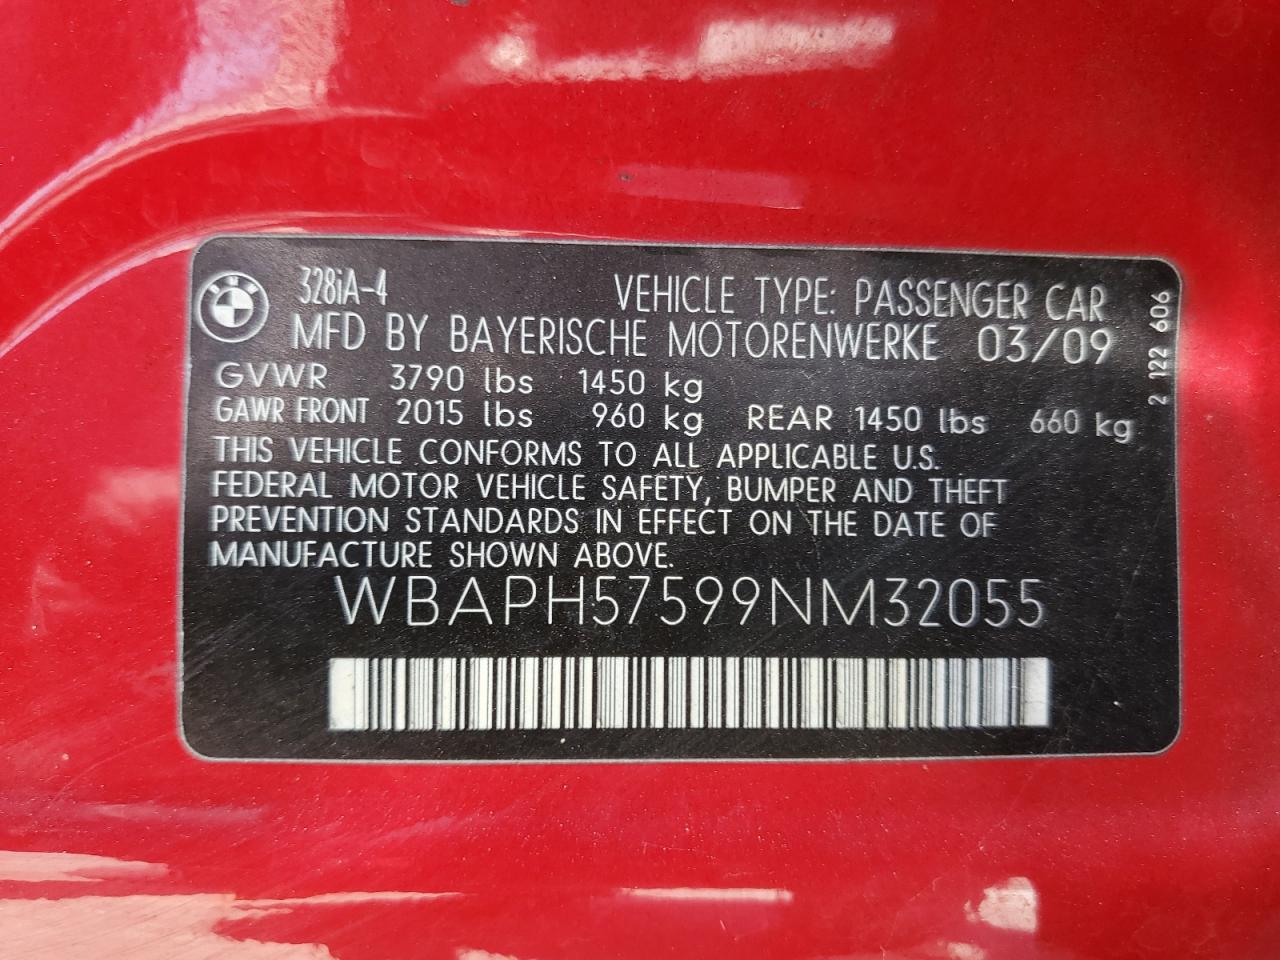 BMW
328iA-4 VEHICLE TYPE: PASSENGER CAR
MFD BY BAYERISCHE MOTORENWERKE 03/09
GVWR 3790 lbs 1450 kg
GAWR FRONT 2015 lbs 960 kg REAR 1450 lbs 660 kg
THIS VEHICLE CONFORMS TO ALL APPLICABLE U.S.
FEDERAL MOTOR VEHICLE SAFETY, BUMPER AND THEFT
PREVENTION STANDARDS IN EFFECT ON THE DATE OF
MANUFACTURE SHOWN ABOVE.
WBAPH57599NM32055
2 122 606